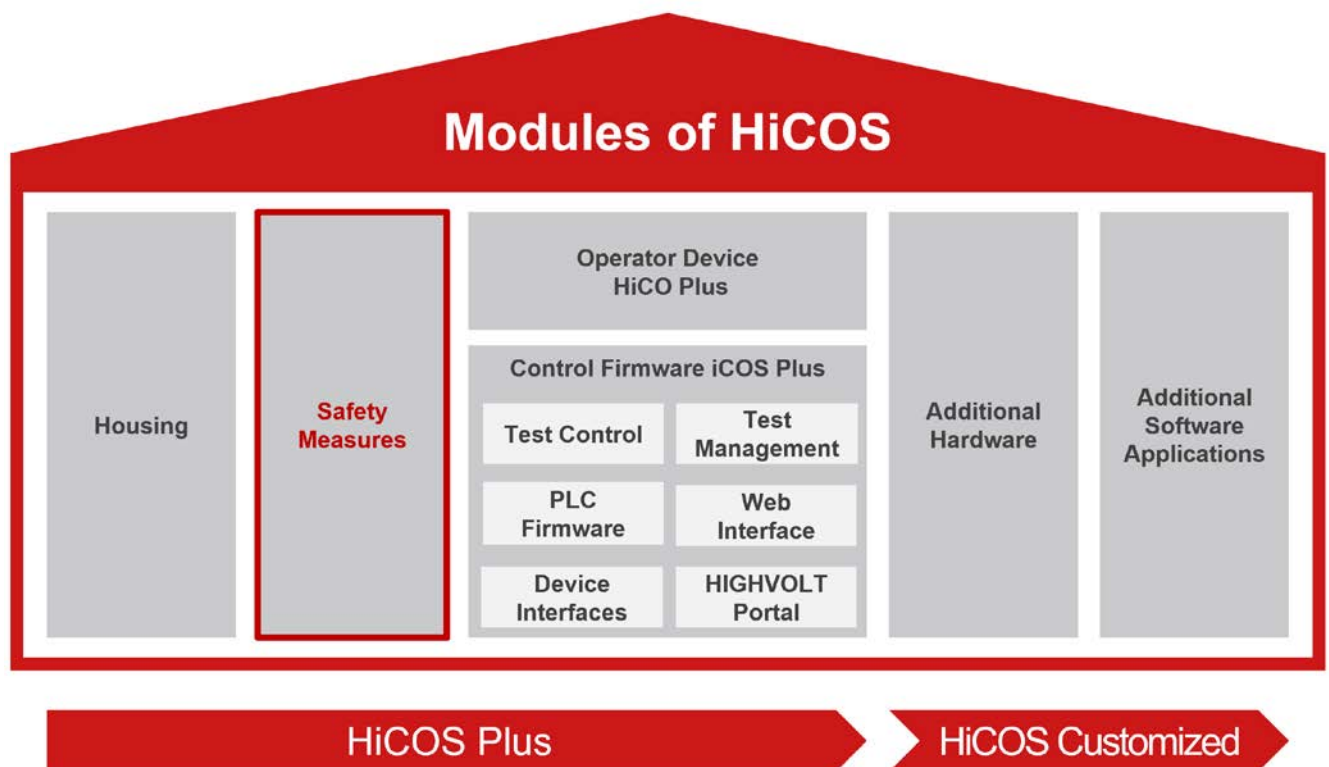 Modules of HiCOS
Housing
Safety
Measures
Operator Device
HiCO Plus
Control Firmware iCOS Plus
Test Control
Test
Management
PLC
Firmware
Web
Interface
Device
Interfaces
HIGHVOLT
Portal
Additional
Hardware
Additional
Software
Applications
HiCOS Plus
HiCOS Customized